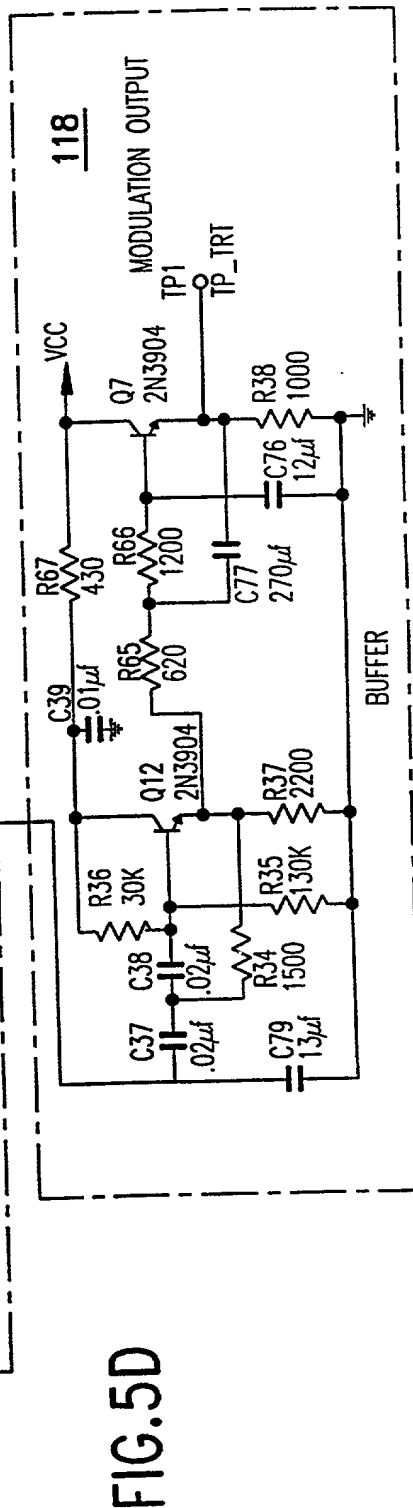 FIG.5D
118
MODULATION OUTPUT
TP1
TP_TRT
VCC
Q7
2N3904
R67
430
R66
1200
R65
620
C39
.01µf
C77
270µf
C76
12µf
R38
1000
Q12
2N3904
R36
30K
C38
.02µf
C37
.02µf
R34
1500
R35
130K
R37
2200
C79
13µf
BUFFER